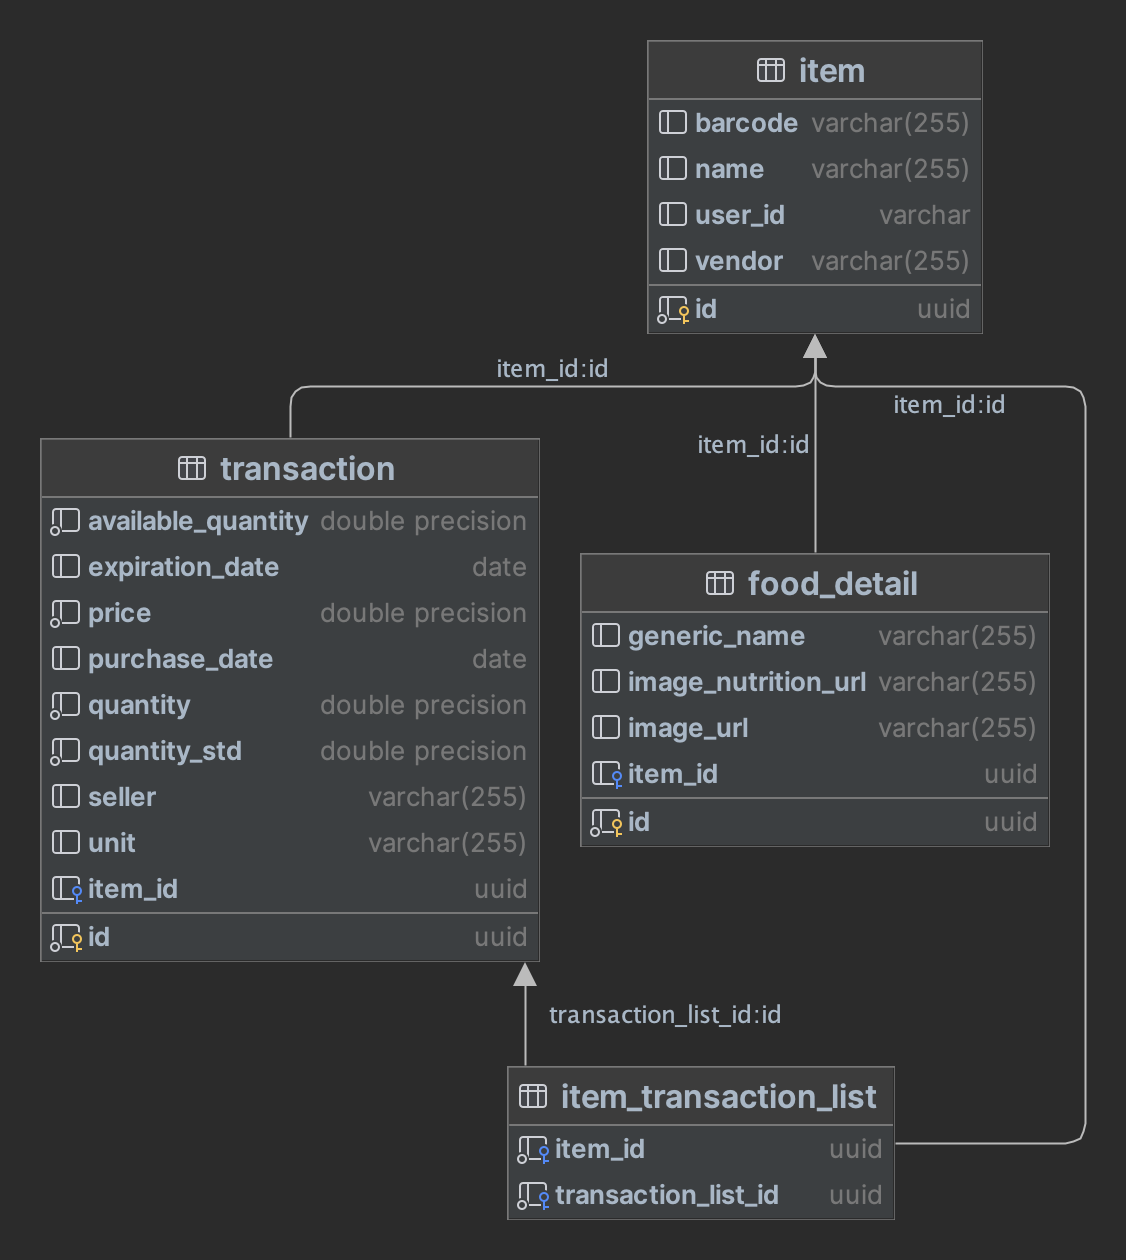 item
barcode varchar(255)
name varchar(255)
user_id varchar
vendor varchar(255)
id uuid
item_id:id
item_id:id
item_id:id
transaction
available_quantity double precision
expiration_date date
price double precision
purchase_date date
quantity double precision
quantity_std double precision
seller varchar(255)
unit varchar(255)
item_id uuid
id uuid
food_detail
generic_name varchar(255)
image_nutrition_url varchar(255)
image_url varchar(255)
item_id uuid
id uuid
transaction_list_id:id
item_transaction_list
item_id uuid
transaction_list_id uuid